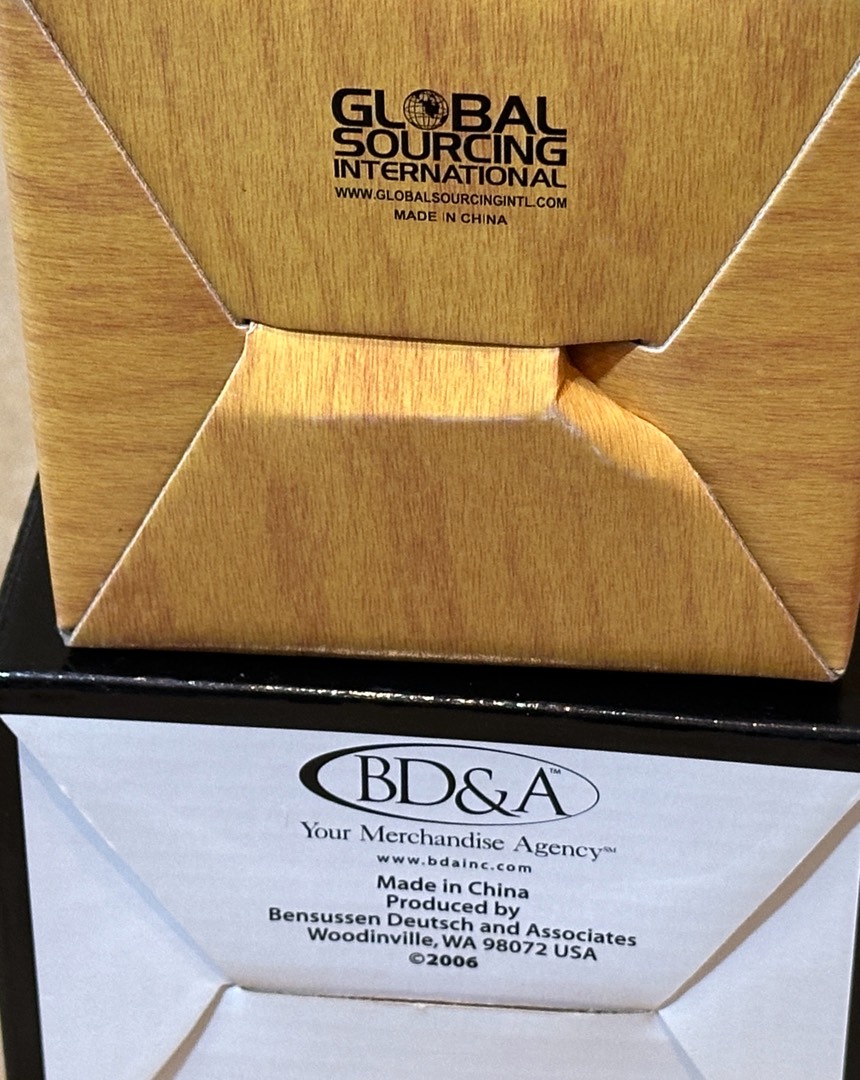 GLOBAL
SOURCING
INTERNATIONAL
WWW.GLOBALSOURCINGINTL.COM
MADE IN CHINA
BD&A™
Your Merchandise Agency℠
www.bdainc.com
Made in China
Produced by
Bensussen Deutsch and Associates
Woodinville, WA 98072 USA
©2006